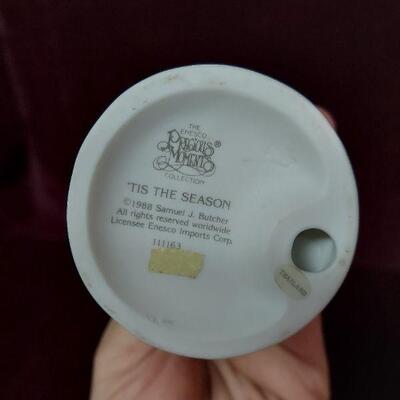 THE
ENESCO
PRECIOUS
MOMENTS®
COLLECTION
'TIS THE SEASON
©1988 Samuel J. Butcher
All rights reserved worldwide
Licensee Enesco Imports Corp.
111163
THAILAND